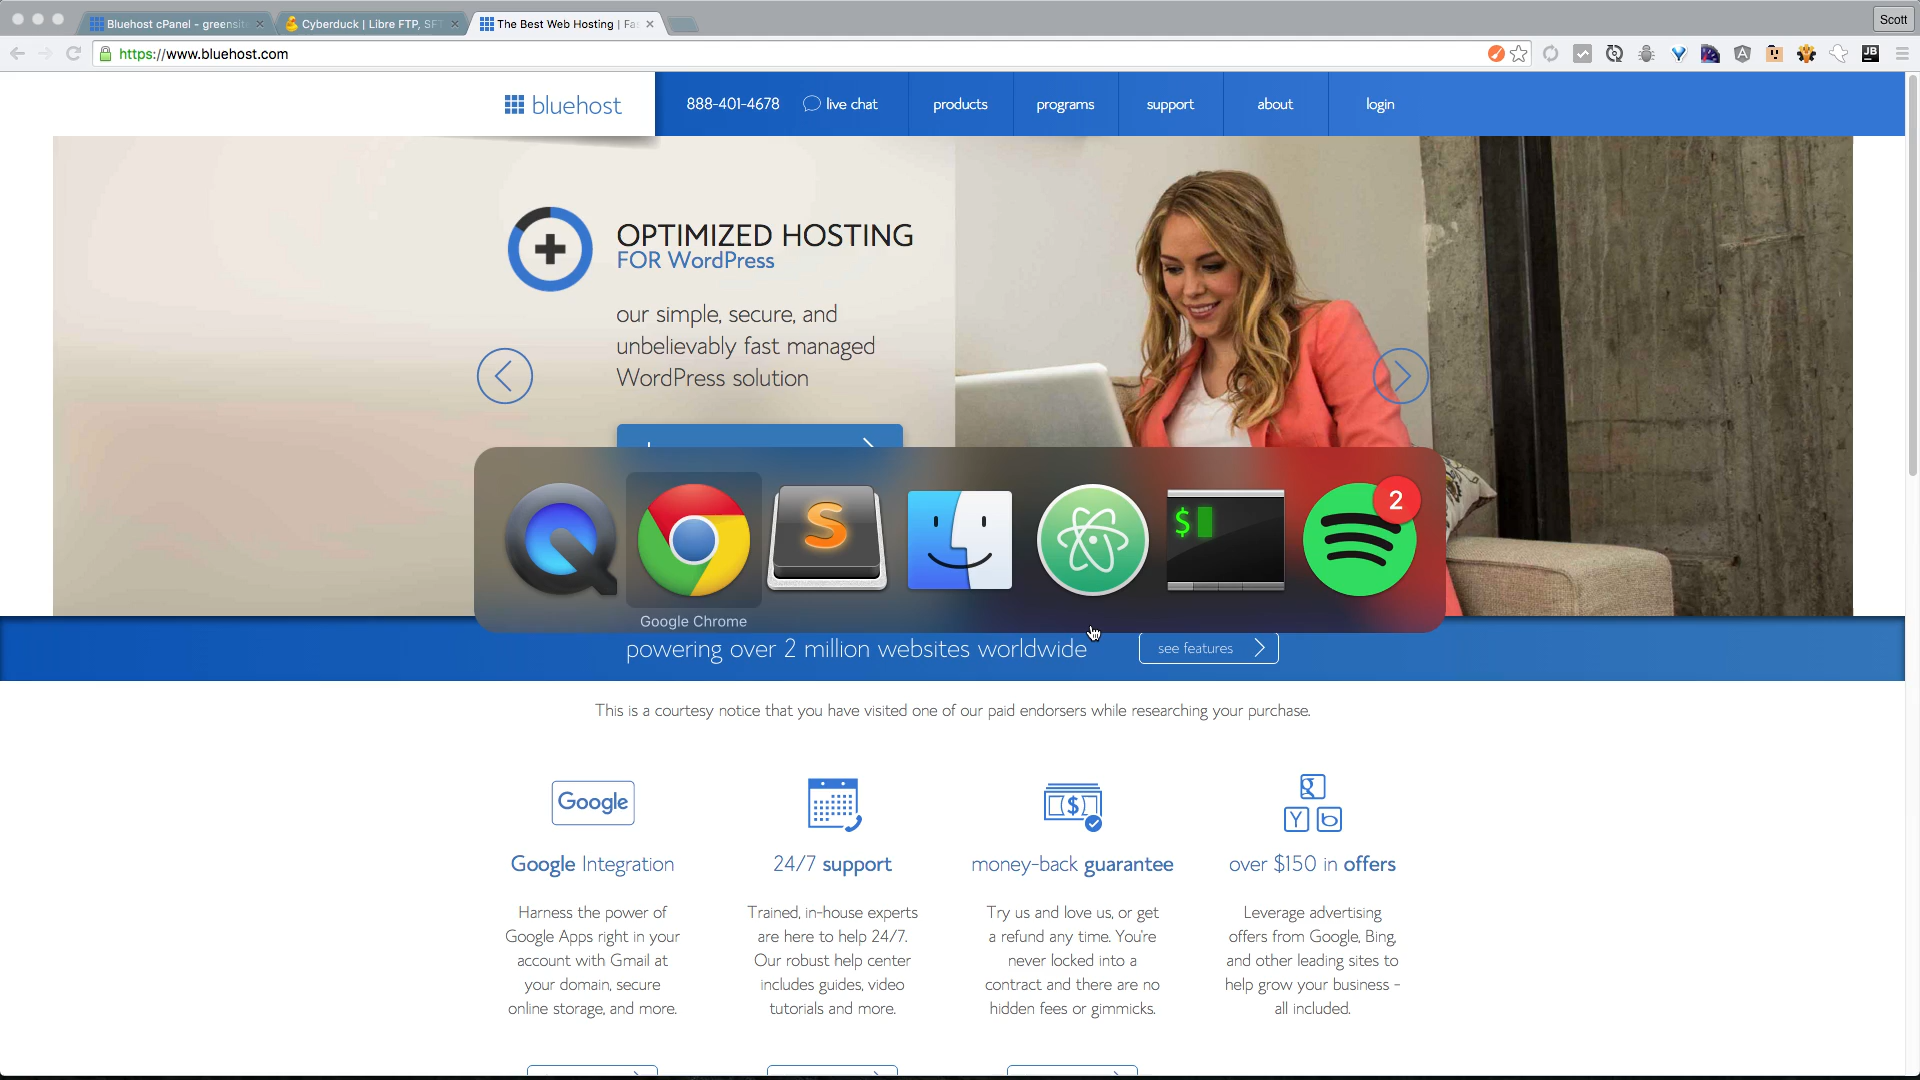 Bluehost cPanel - greensit
Cyberduck | Libre FTP, SFT
The Best Web Hosting | Fa
Scott
https://www.bluehost.com
JB
bluehost
888-401-4678
live chat
products
programs
support
about
login
OPTIMIZED HOSTING
FOR WordPress
our simple, secure, and
unbelievably fast managed
WordPress solution
S
$
2
Google Chrome
powering over 2 million websites worldwide
see features
This is a courtesy notice that you have visited one of our paid endorsers while researching your purchase.
Google
$
g
Y b
Google Integration
24/7 support
money-back guarantee
over $150 in offers
Harness the power of
Google Apps right in your
account with Gmail at
your domain, secure
online storage, and more.
Trained, in-house experts
are here to help 24/7.
Our robust help center
includes guides, video
tutorials and more.
Try us and love us, or get
a refund any time. You're
never locked into a
contract and there are no
hidden fees or gimmicks.
Leverage advertising
offers from Google, Bing,
and other leading sites to
help grow your business -
all included.